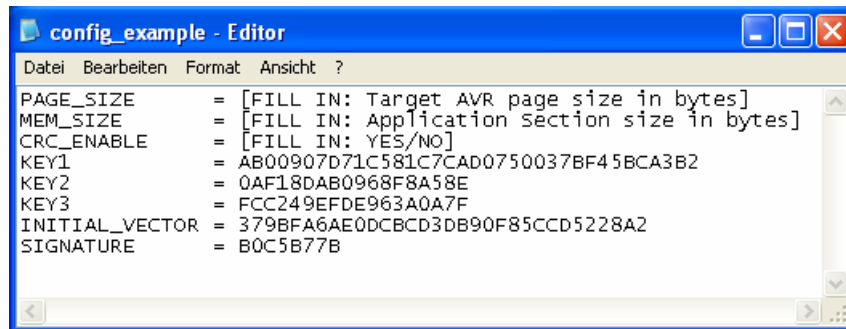 config_example - Editor
Datei Bearbeiten Format Ansicht ?
PAGE_SIZE = [FILL IN: Target AVR page size in bytes]
MEM_SIZE = [FILL IN: Application Section size in bytes]
CRC_ENABLE = [FILL IN: YES/NO]
KEY1 = AB00907D71C581C7CAD0750037BF45BCA3B2
KEY2 = 0AF18DAB0968F8A58E
KEY3 = FCC249EFDE963A0A7F
INITIAL_VECTOR = 379BFA6AE0DCBCD3DB90F85CCD5228A2
SIGNATURE = B0C5B77B